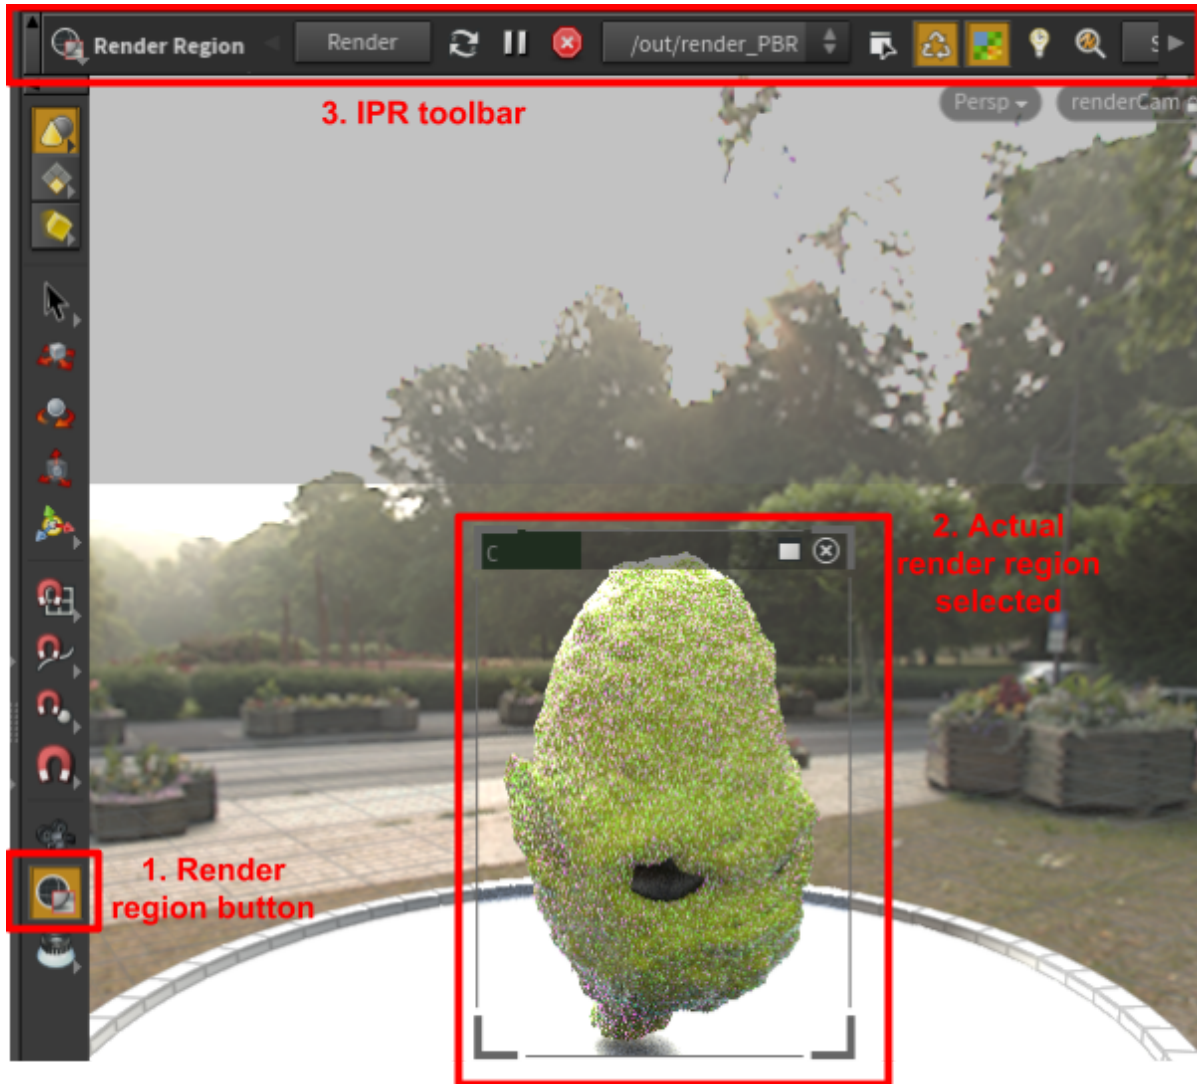 Render Region
Render
/out/render_PBR
S
3. IPR toolbar
Persp
renderCam
2. Actual
render region
selected
C
1. Render
region button